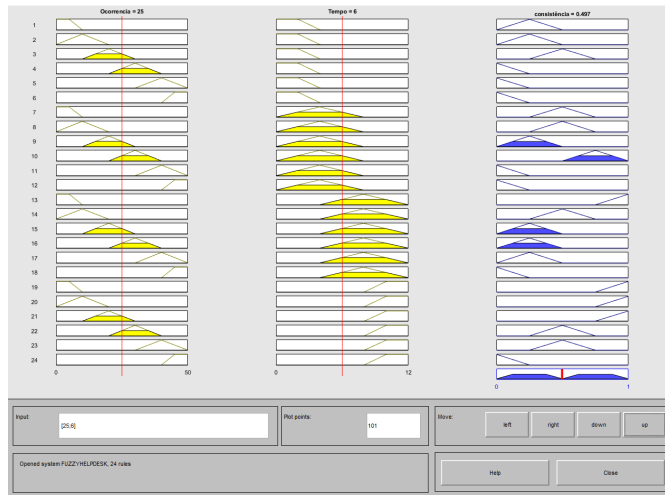 Ocorrencia = 25
Tempo = 6
consistência = 0.497
1
2
3
4
5
6
7
8
9
10
11
12
13
14
15
16
17
18
19
20
21
22
23
24
0
50
0
12
0
1
Input:
[25;6]
Plot points:
101
Move:
left
right
down
up
Opened system FUZZYHELPDESK, 24 rules
Help
Close